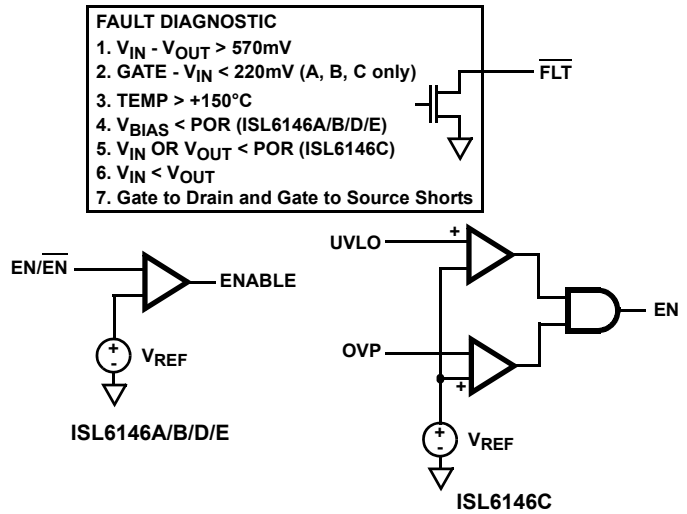 FAULT DIAGNOSTIC
1. VIN - VOUT > 570mV
2. GATE - VIN < 220mV (A, B, C only)
3. TEMP > +150°C
4. VBIAS < POR (ISL6146A/B/D/E)
5. VIN OR VOUT < POR (ISL6146C)
6. VIN < VOUT
7. Gate to Drain and Gate to Source Shorts
FLT
EN/EN
ENABLE
+
-
VREF
ISL6146A/B/D/E
UVLO
+
OVP
+
EN
+
-
VREF
ISL6146C